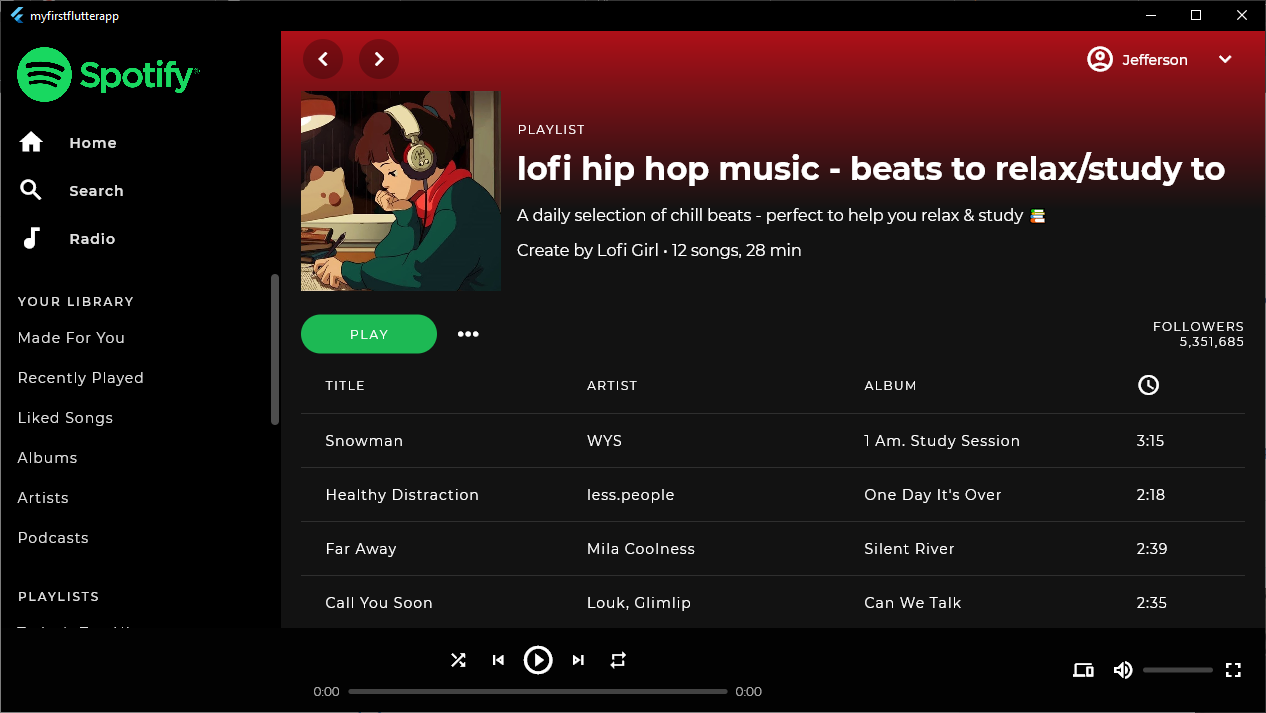 myfirstflutterapp
Spotify
Home
Search
Radio
YOUR LIBRARY
Made For You
Recently Played
Liked Songs
Albums
Artists
Podcasts
PLAYLISTS
Jefferson
PLAYLIST
lofi hip hop music - beats to relax/study to
A daily selection of chill beats - perfect to help you relax & study 📚
Create by Lofi Girl • 12 songs, 28 min
PLAY
FOLLOWERS
5,351,685
TITLE ARTIST ALBUM
Snowman WYS 1 Am. Study Session 3:15
Healthy Distraction less.people One Day It's Over 2:18
Far Away Mila Coolness Silent River 2:39
Call You Soon Louk, Glimlip Can We Talk 2:35
0:00 0:00